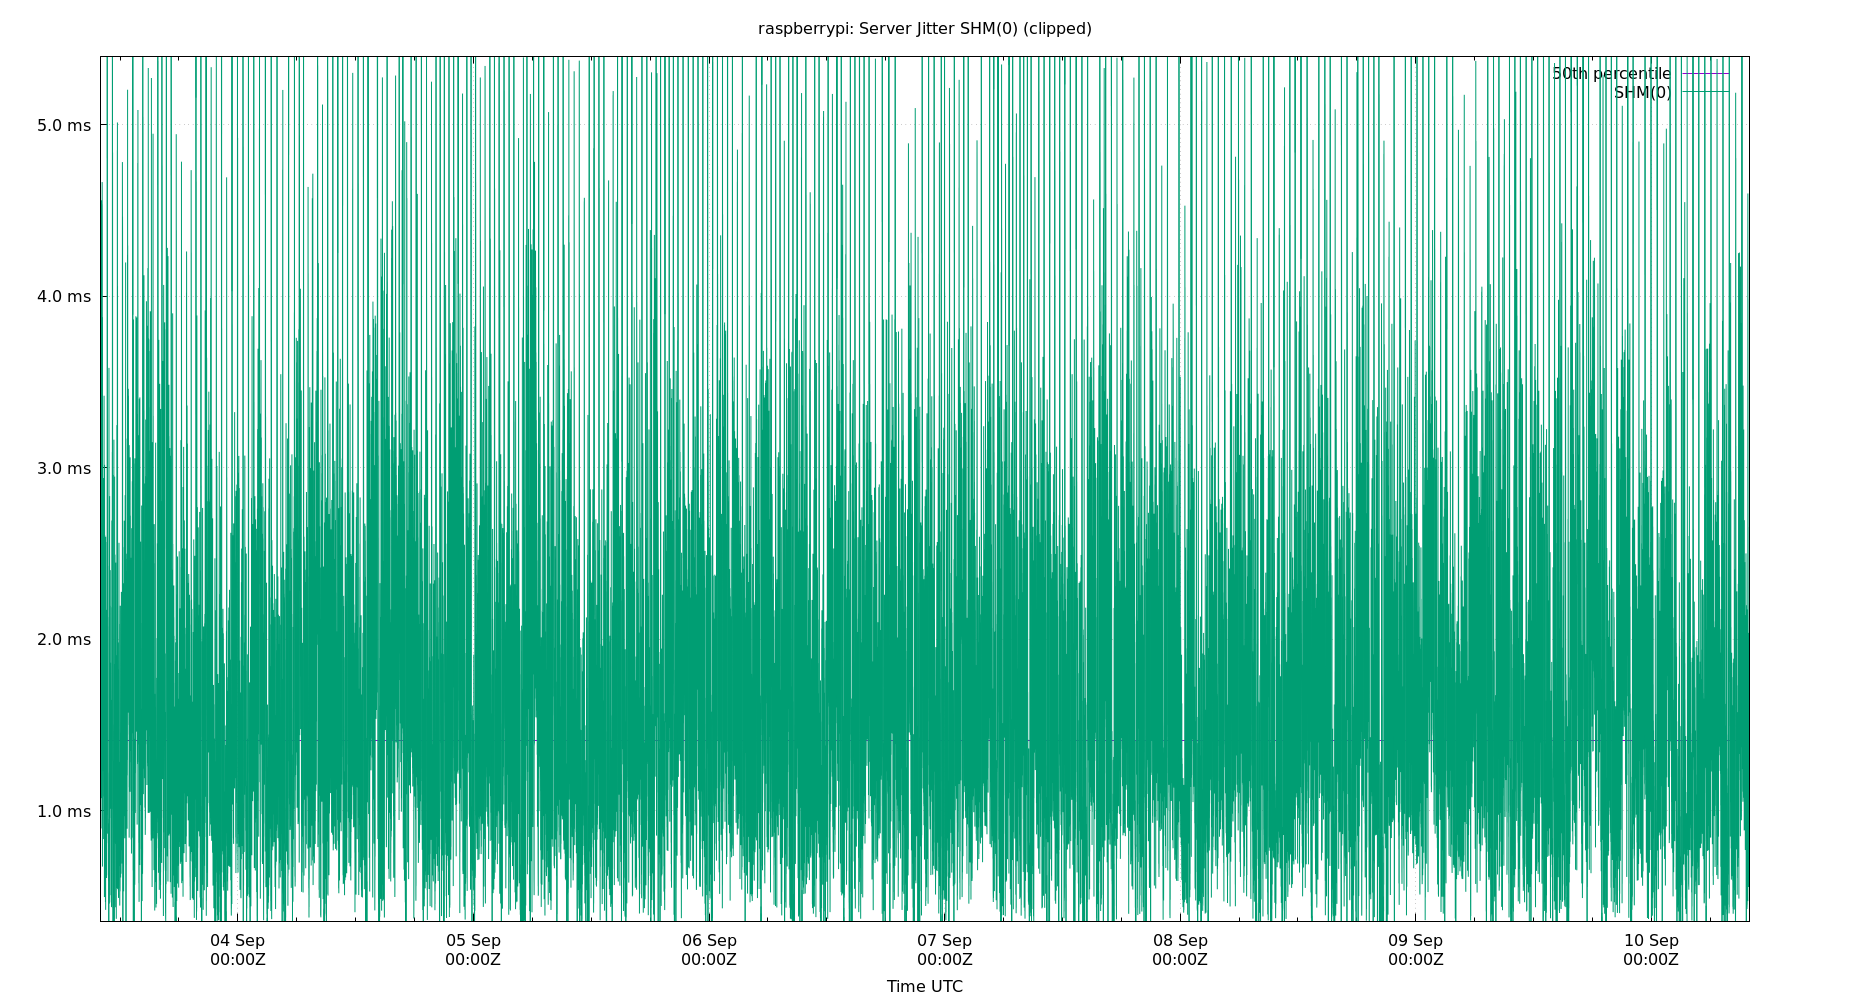 raspberrypi: Server Jitter SHM(0) (clipped)
50th percentile
SHM(0)
5.0 ms
4.0 ms
3.0 ms
2.0 ms
1.0 ms
04 Sep 05 Sep 06 Sep 07 Sep 08 Sep 09 Sep 10 Sep
00:00Z 00:00Z 00:00Z 00:00Z 00:00Z 00:00Z 00:00Z
Time UTC